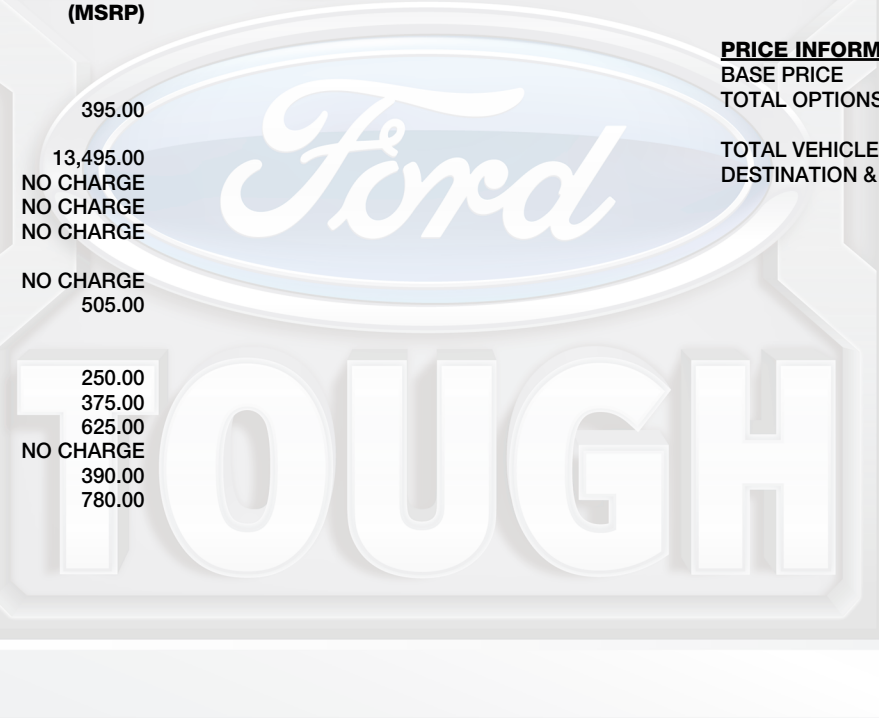 (MSRP)
395.00
13,495.00
NO CHARGE
NO CHARGE
NO CHARGE
NO CHARGE
505.00
250.00
375.00
625.00
NO CHARGE
390.00
780.00
PRICE INFORM
BASE PRICE
TOTAL OPTIONS
TOTAL VEHICLE
DESTINATION &
Ford
TOUGH